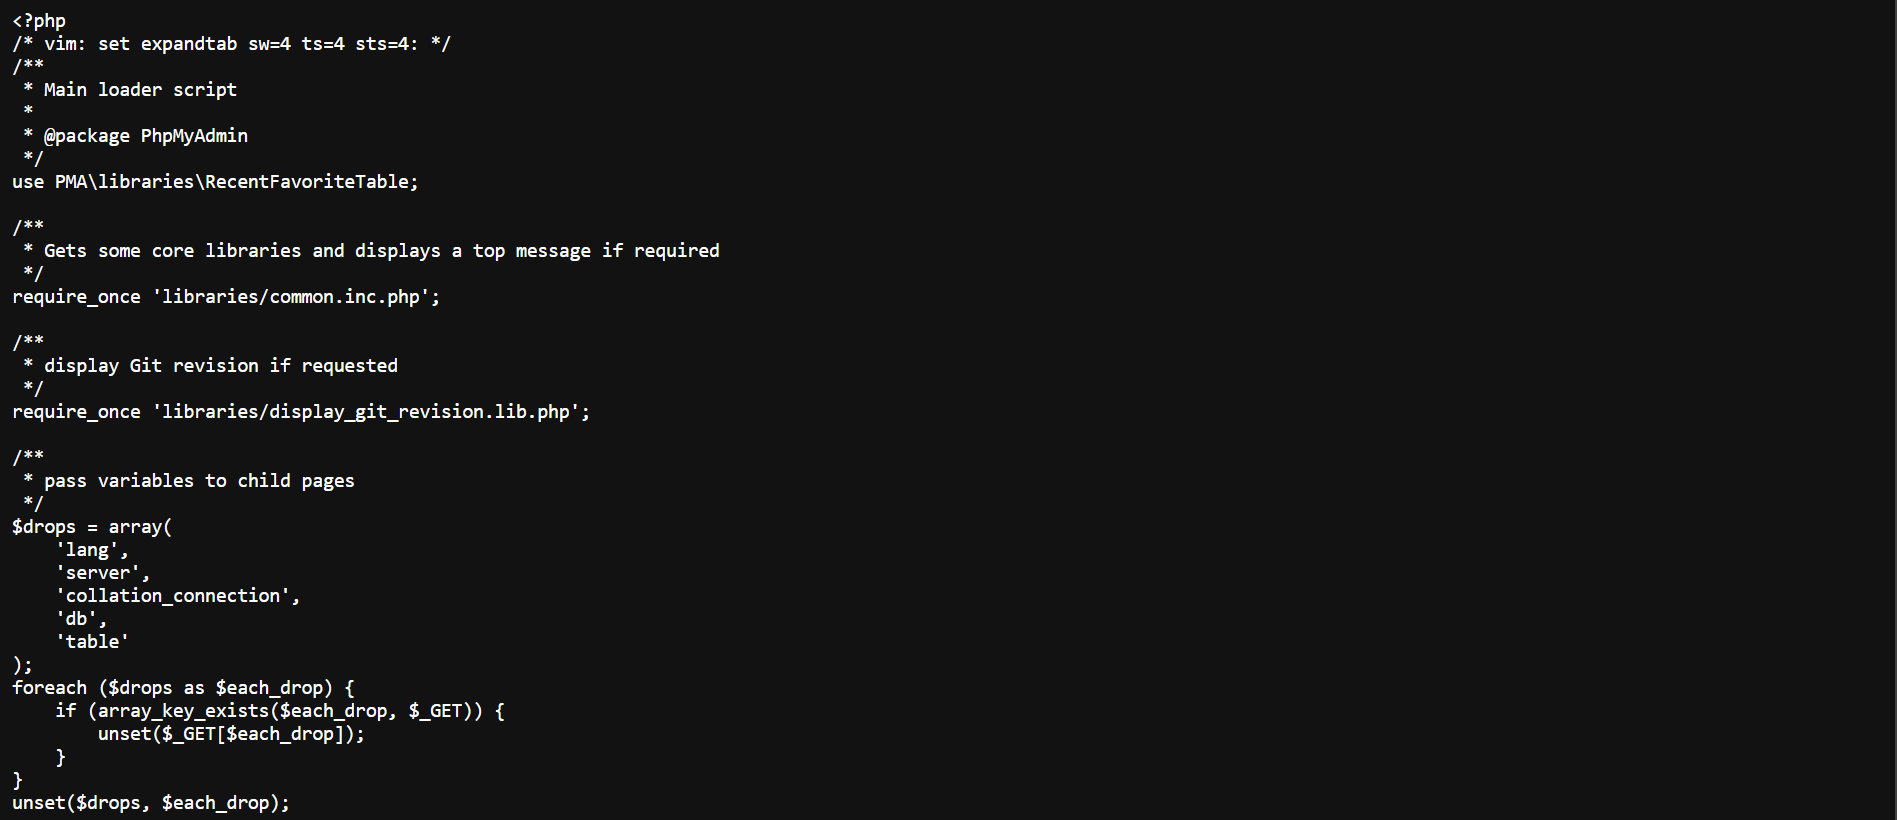 <?php
/* vim: set expandtab sw=4 ts=4 sts=4: */
/**
 * Main loader script
 *
 * @package PhpMyAdmin
 */
use PMA\libraries\RecentFavoriteTable;

/**
 * Gets some core libraries and displays a top message if required
 */
require_once 'libraries/common.inc.php';

/**
 * display Git revision if requested
 */
require_once 'libraries/display_git_revision.lib.php';

/**
 * pass variables to child pages
 */
$drops = array(
    'lang',
    'server',
    'collation_connection',
    'db',
    'table'
);
foreach ($drops as $each_drop) {
    if (array_key_exists($each_drop, $_GET)) {
        unset($_GET[$each_drop]);
    }
}
unset($drops, $each_drop);